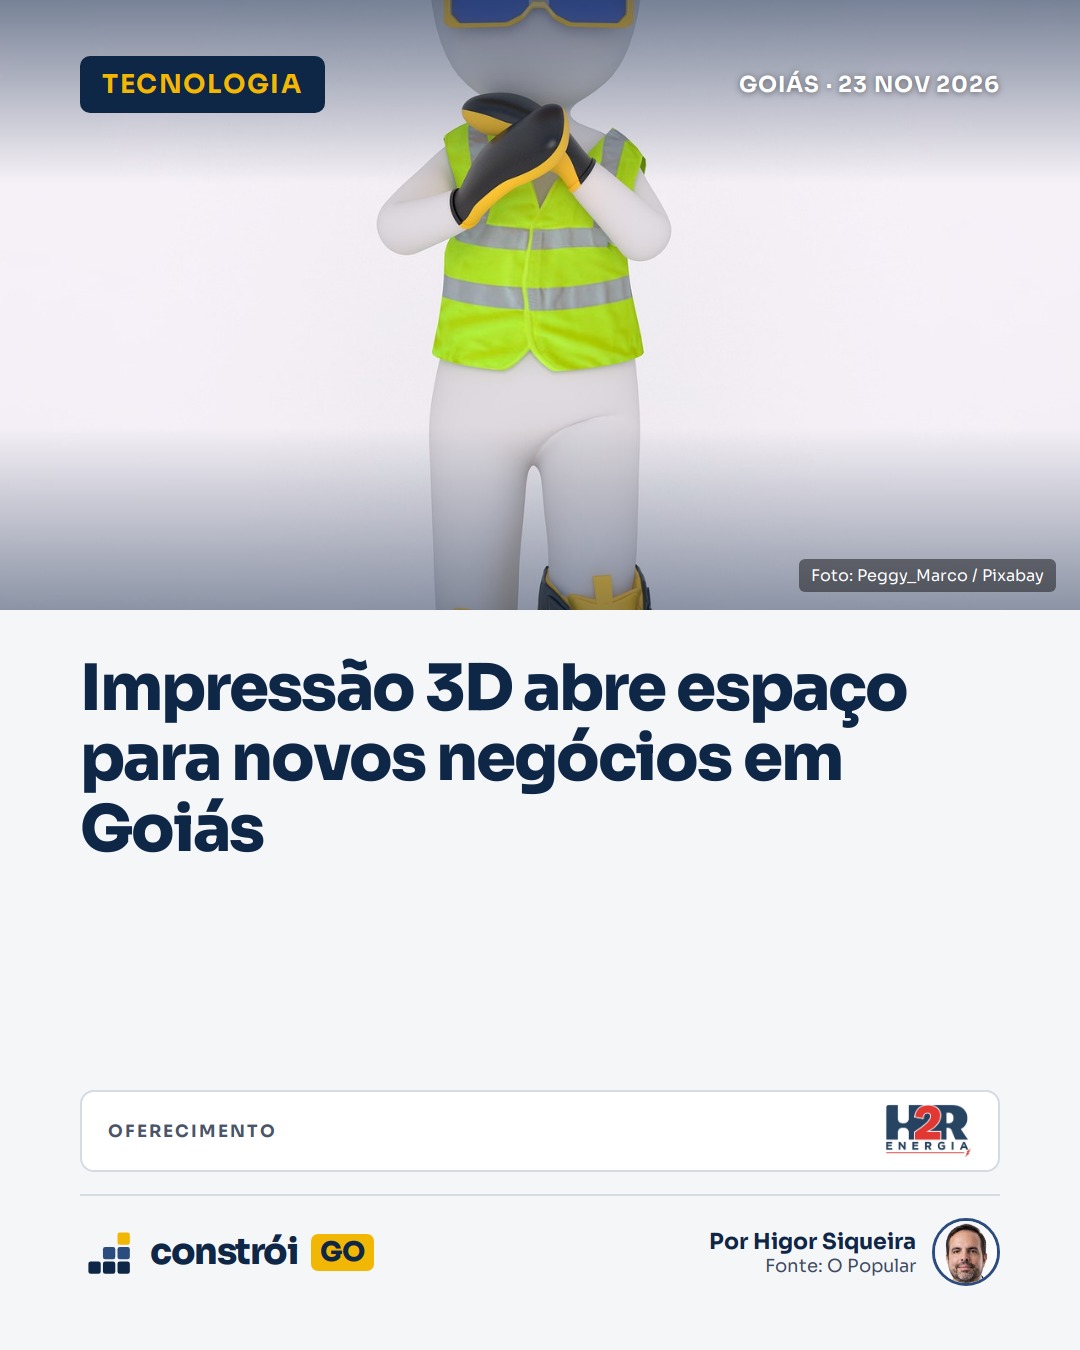 TECNOLOGIA
GOIÁS · 23 NOV 2026
Foto: Peggy_Marco / Pixabay
Impressão 3D abre espaço
para novos negócios em
Goiás
OFERECIMENTO
H2R
ENERGIA
constrói GO
Por Higor Siqueira
Fonte: O Popular